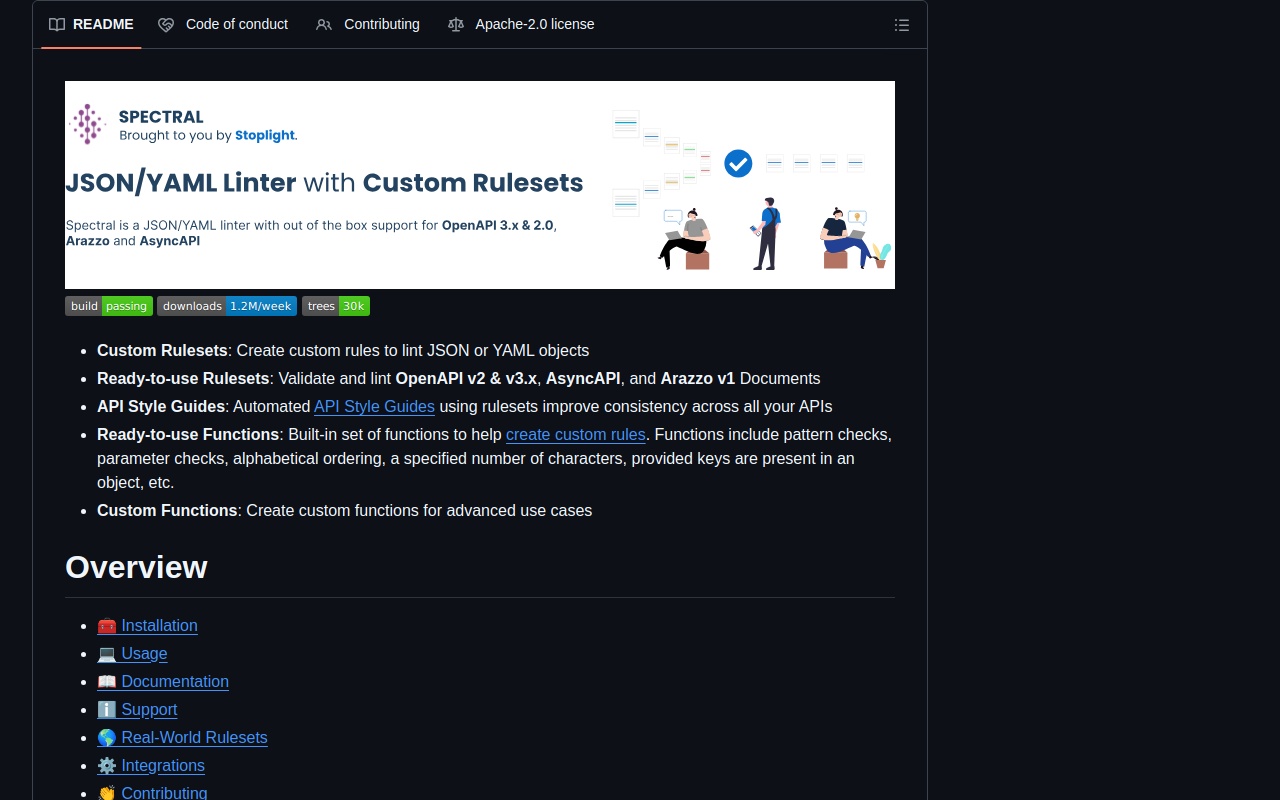 README
Code of conduct
Contributing
Apache-2.0 license
SPECTRAL
Brought to you by Stoplight.
JSON/YAML Linter with Custom Rulesets
Spectral is a JSON/YAML linter with out of the box support for OpenAPI 3.x & 2.0,
Arazzo and AsyncAPI
build passing downloads 1.2M/week trees 30k
Custom Rulesets: Create custom rules to lint JSON or YAML objects
Ready-to-use Rulesets: Validate and lint OpenAPI v2 & v3.x, AsyncAPI, and Arazzo v1 Documents
API Style Guides: Automated API Style Guides using rulesets improve consistency across all your APIs
Ready-to-use Functions: Built-in set of functions to help create custom rules. Functions include pattern checks,
parameter checks, alphabetical ordering, a specified number of characters, provided keys are present in an
object, etc.
Custom Functions: Create custom functions for advanced use cases
Overview
🧰 Installation
💻 Usage
📖 Documentation
ℹ️ Support
🌎 Real-World Rulesets
⚙️ Integrations
👏 Contributing